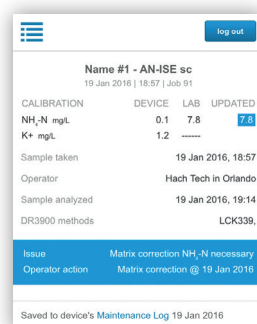 log out
Name #1 - AN-ISE sc
19 Jan 2016 | 18:57 | Job 91
CALIBRATION DEVICE LAB UPDATED
NH4-N mg/L 0.1 7.8 7.8
K+ mg/L 1.2 ------
Sample taken 19 Jan 2016, 18:57
Operator Hach Tech in Orlando
Sample analyzed 19 Jan 2016, 19:14
DR3900 methods LCK339,
Issue Matrix correction NH4-N necessary
Operator action Matrix correction @ 19 Jan 2016
Saved to device's Maintenance Log 19 Jan 2016